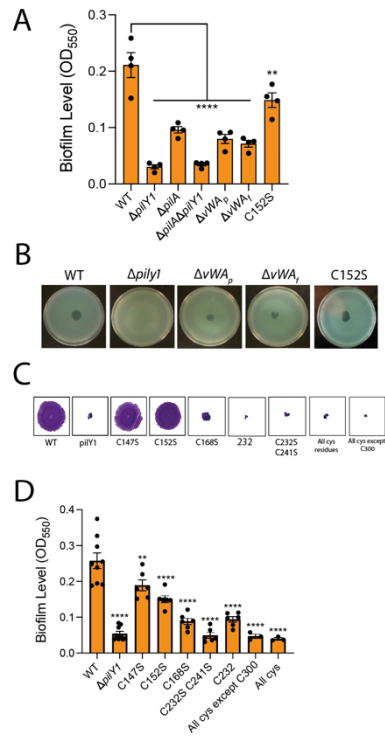 A
Biofilm Level (OD550)
0.3
0.2
0.1
0.0
****
**
WT
ΔpilY1
ΔpilA
ΔpilAΔpilY1
ΔvWAp
ΔvWAf
C152S
B
WT
Δpily1
ΔvWAp
ΔvWAf
C152S
C
WT
pilY1
C147S
C152S
C168S
232
C232S
C241S
All cys
residues
All cys except
C300
D
Biofilm Level (OD550)
0.4
0.3
0.2
0.1
0.0
****
**
****
****
****
****
****
****
WT
ΔpilY1
C147S
C152S
C168S
C232S C241S
C232
All cys except C300
All cys